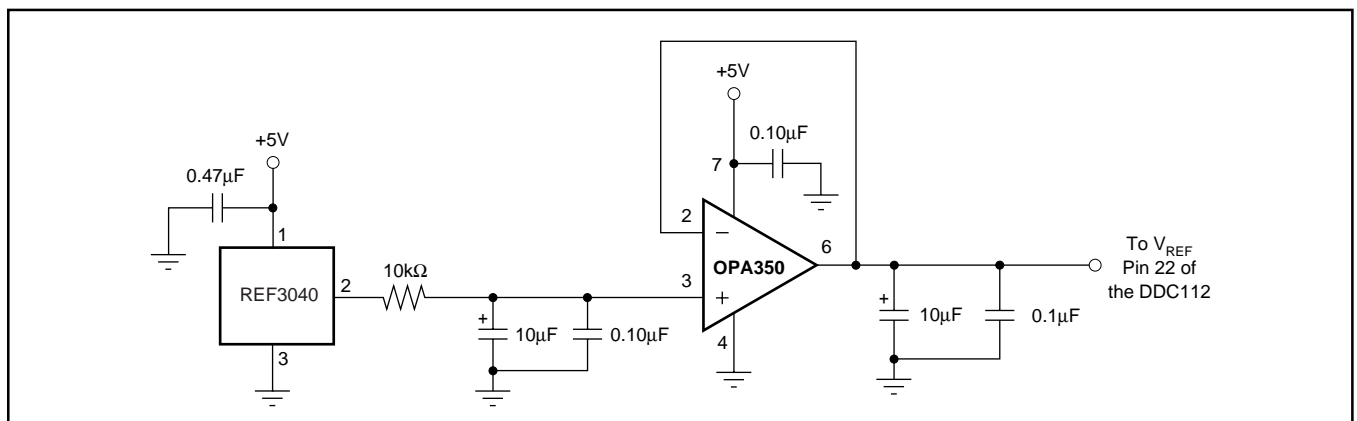 +5V
0.47µF
1
REF3040
2
3
10kΩ
+
10µF
0.10µF
+5V
7
0.10µF
2
−
3
+
OPA350
6
4
+
10µF
0.1µF
To VREF
Pin 22 of
the DDC112